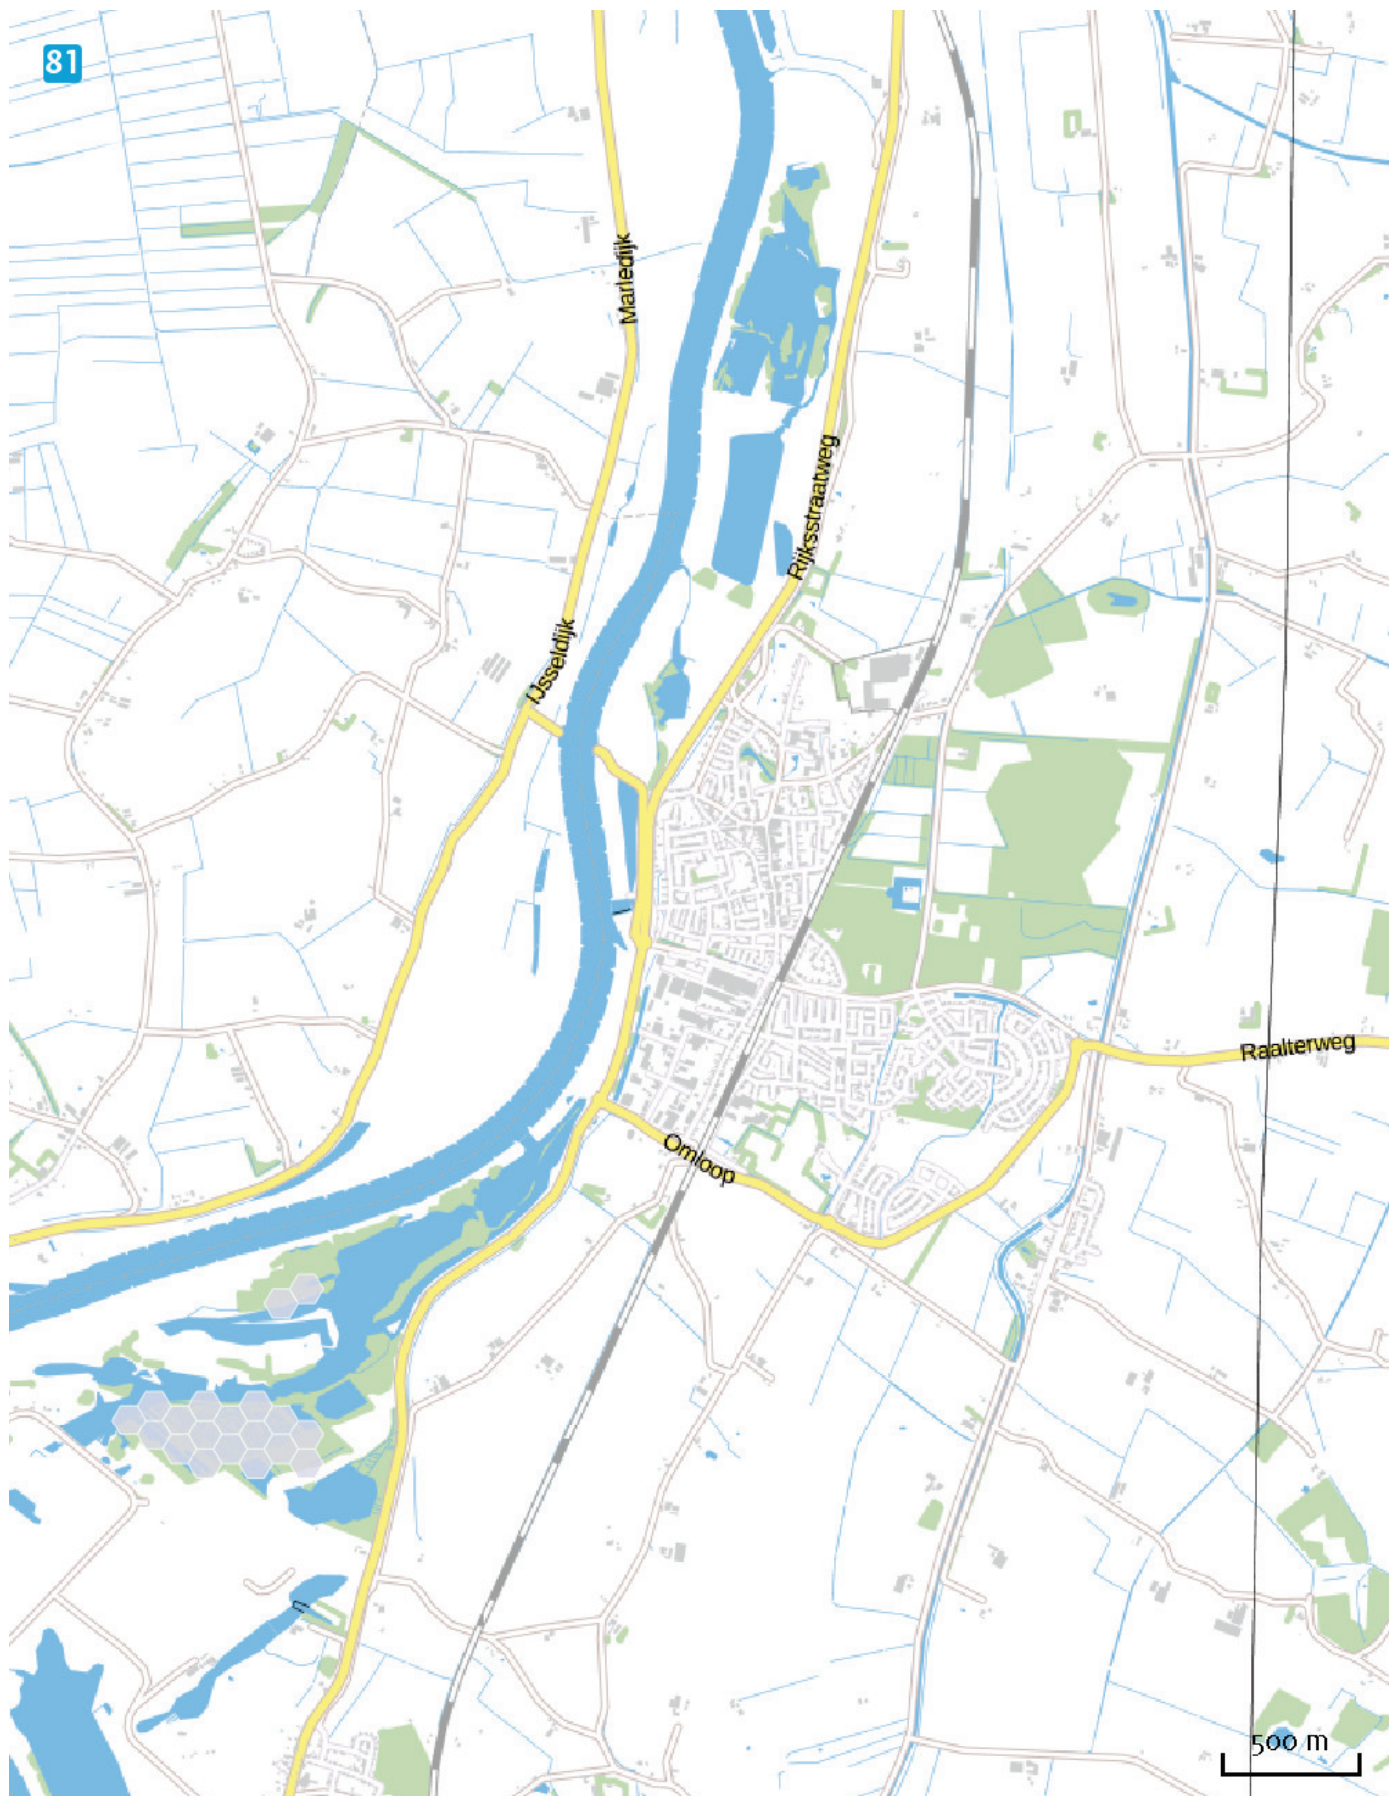 81
Marledijk
Rijksstraatweg
IJsseldijk
Raalterweg
Omloop
500 m